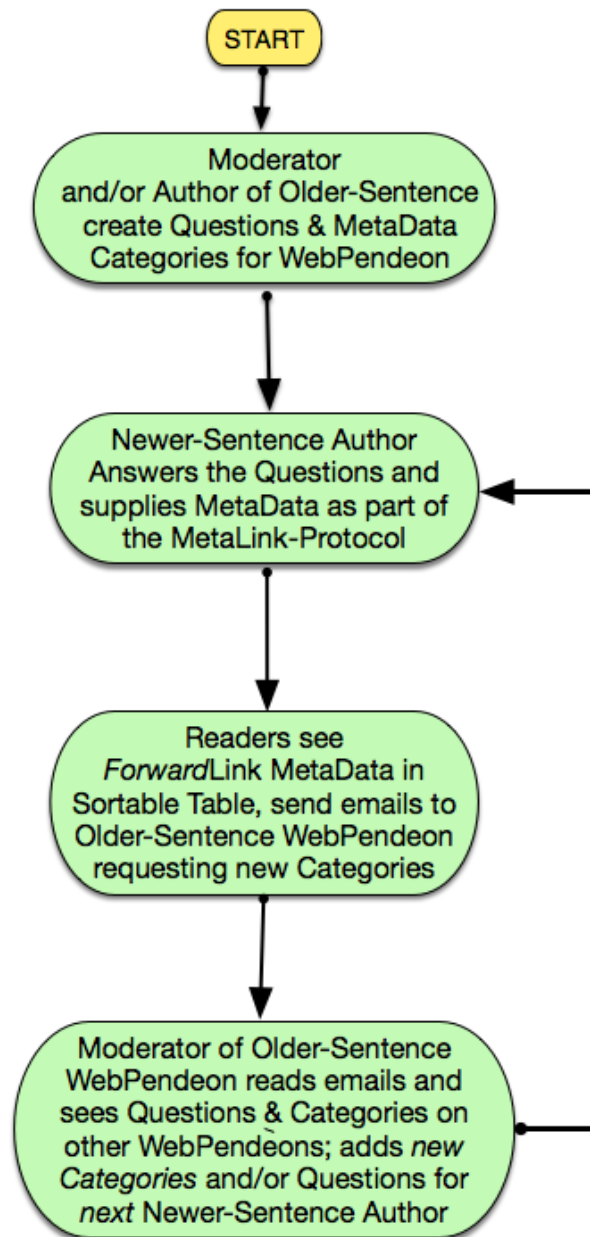 START
Moderator
and/or Author of Older-Sentence
create Questions & MetaData
Categories for WebPendeon
Newer-Sentence Author
Answers the Questions and
supplies MetaData as part of
the MetaLink-Protocol
Readers see
ForwardLink MetaData in
Sortable Table, send emails to
Older-Sentence WebPendeon
requesting new Categories
Moderator of Older-Sentence
WebPendeon reads emails and
sees Questions & Categories on
other WebPendeons; adds new
Categories and/or Questions for
next Newer-Sentence Author